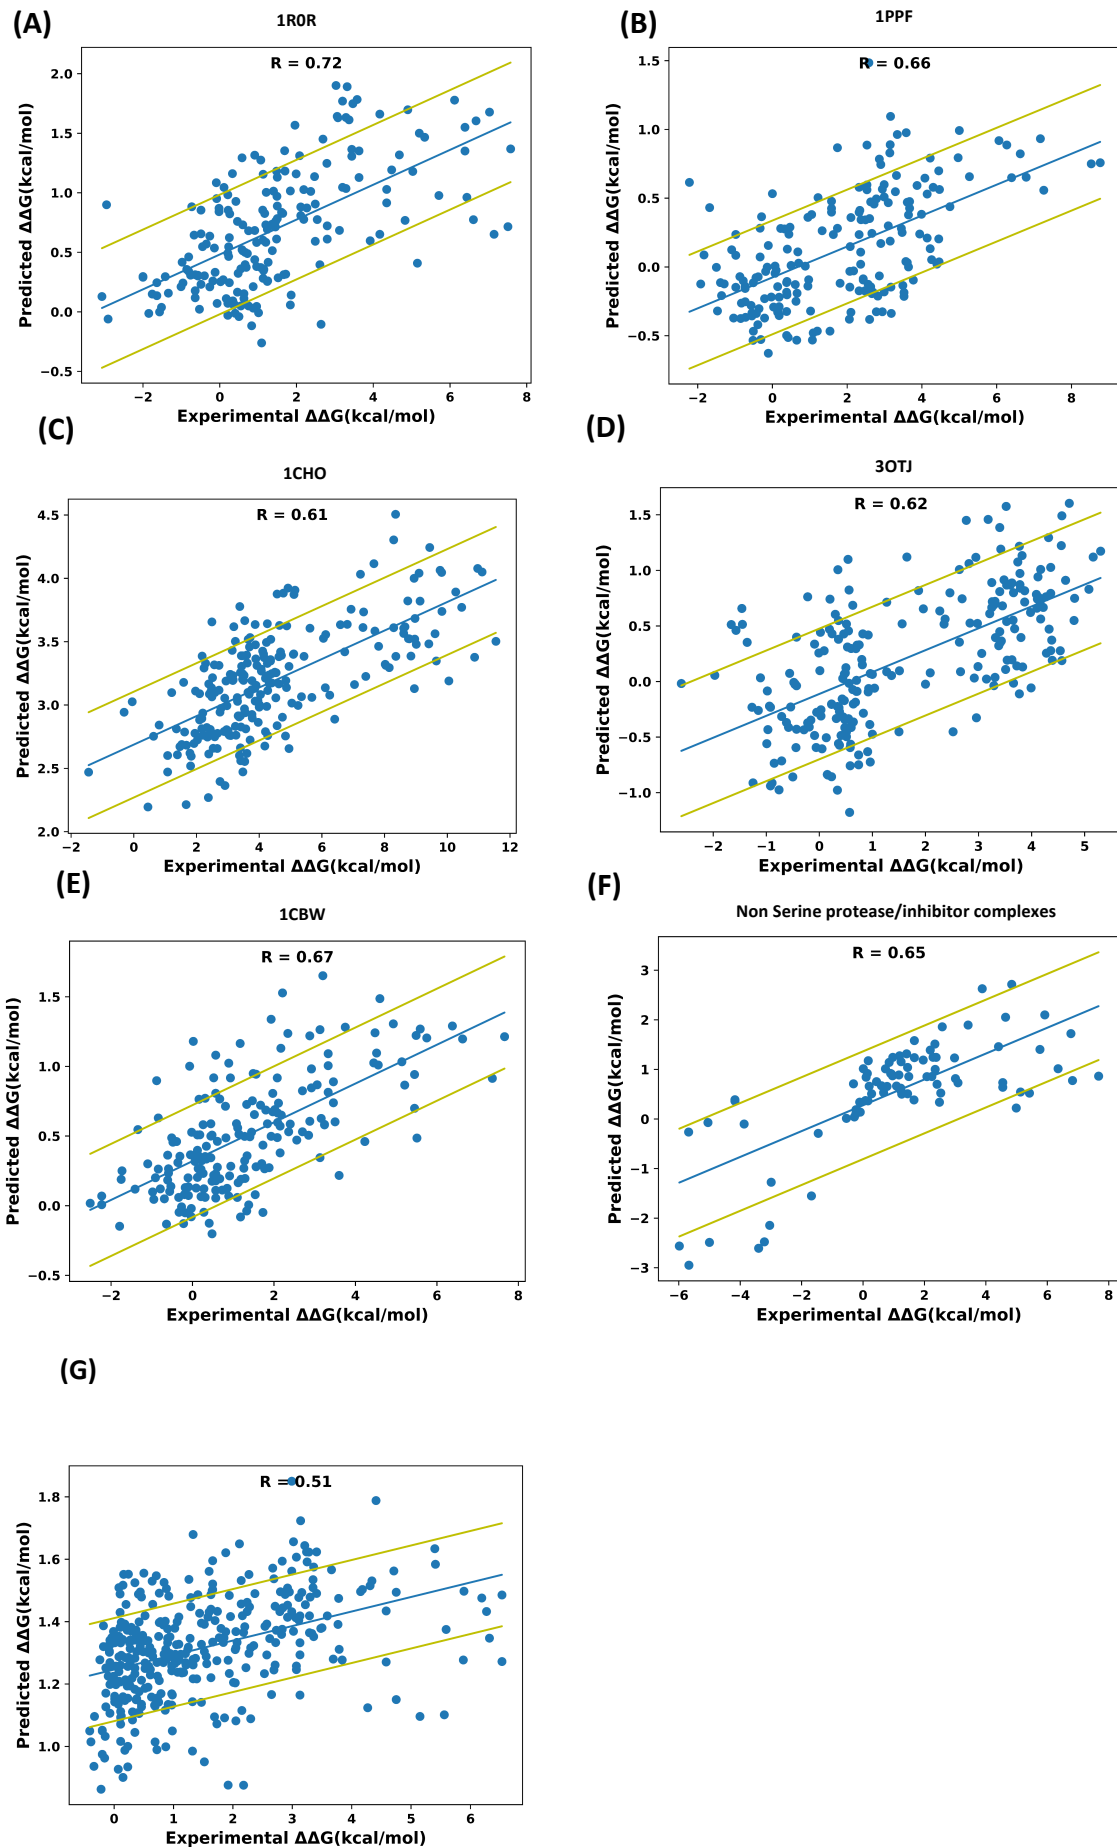 (A)
1R0R
R = 0.72
Predicted ΔΔG(kcal/mol)
2.0
1.5
1.0
0.5
0.0
−0.5
−2 0 2 4 6 8
Experimental ΔΔG(kcal/mol)
(B)
1PPF
R = 0.66
Predicted ΔΔG(kcal/mol)
1.5
1.0
0.5
0.0
−0.5
−2 0 2 4 6 8
Experimental ΔΔG(kcal/mol)
(C)
1CHO
R = 0.61
Predicted ΔΔG(kcal/mol)
4.5
4.0
3.5
3.0
2.5
2.0
−2 0 2 4 6 8 10 12
Experimental ΔΔG(kcal/mol)
(D)
3OTJ
R = 0.62
Predicted ΔΔG(kcal/mol)
1.5
1.0
0.5
0.0
−0.5
−1.0
−2 −1 0 1 2 3 4 5
Experimental ΔΔG(kcal/mol)
(E)
1CBW
R = 0.67
Predicted ΔΔG(kcal/mol)
1.5
1.0
0.5
0.0
−0.5
−2 0 2 4 6 8
Experimental ΔΔG(kcal/mol)
(F)
Non Serine protease/inhibitor complexes
R = 0.65
Predicted ΔΔG(kcal/mol)
3
2
1
0
−1
−2
−3
−6 −4 −2 0 2 4 6 8
Experimental ΔΔG(kcal/mol)
(G)
R = 0.51
Predicted ΔΔG(kcal/mol)
1.8
1.6
1.4
1.2
1.0
0 1 2 3 4 5 6
Experimental ΔΔG(kcal/mol)